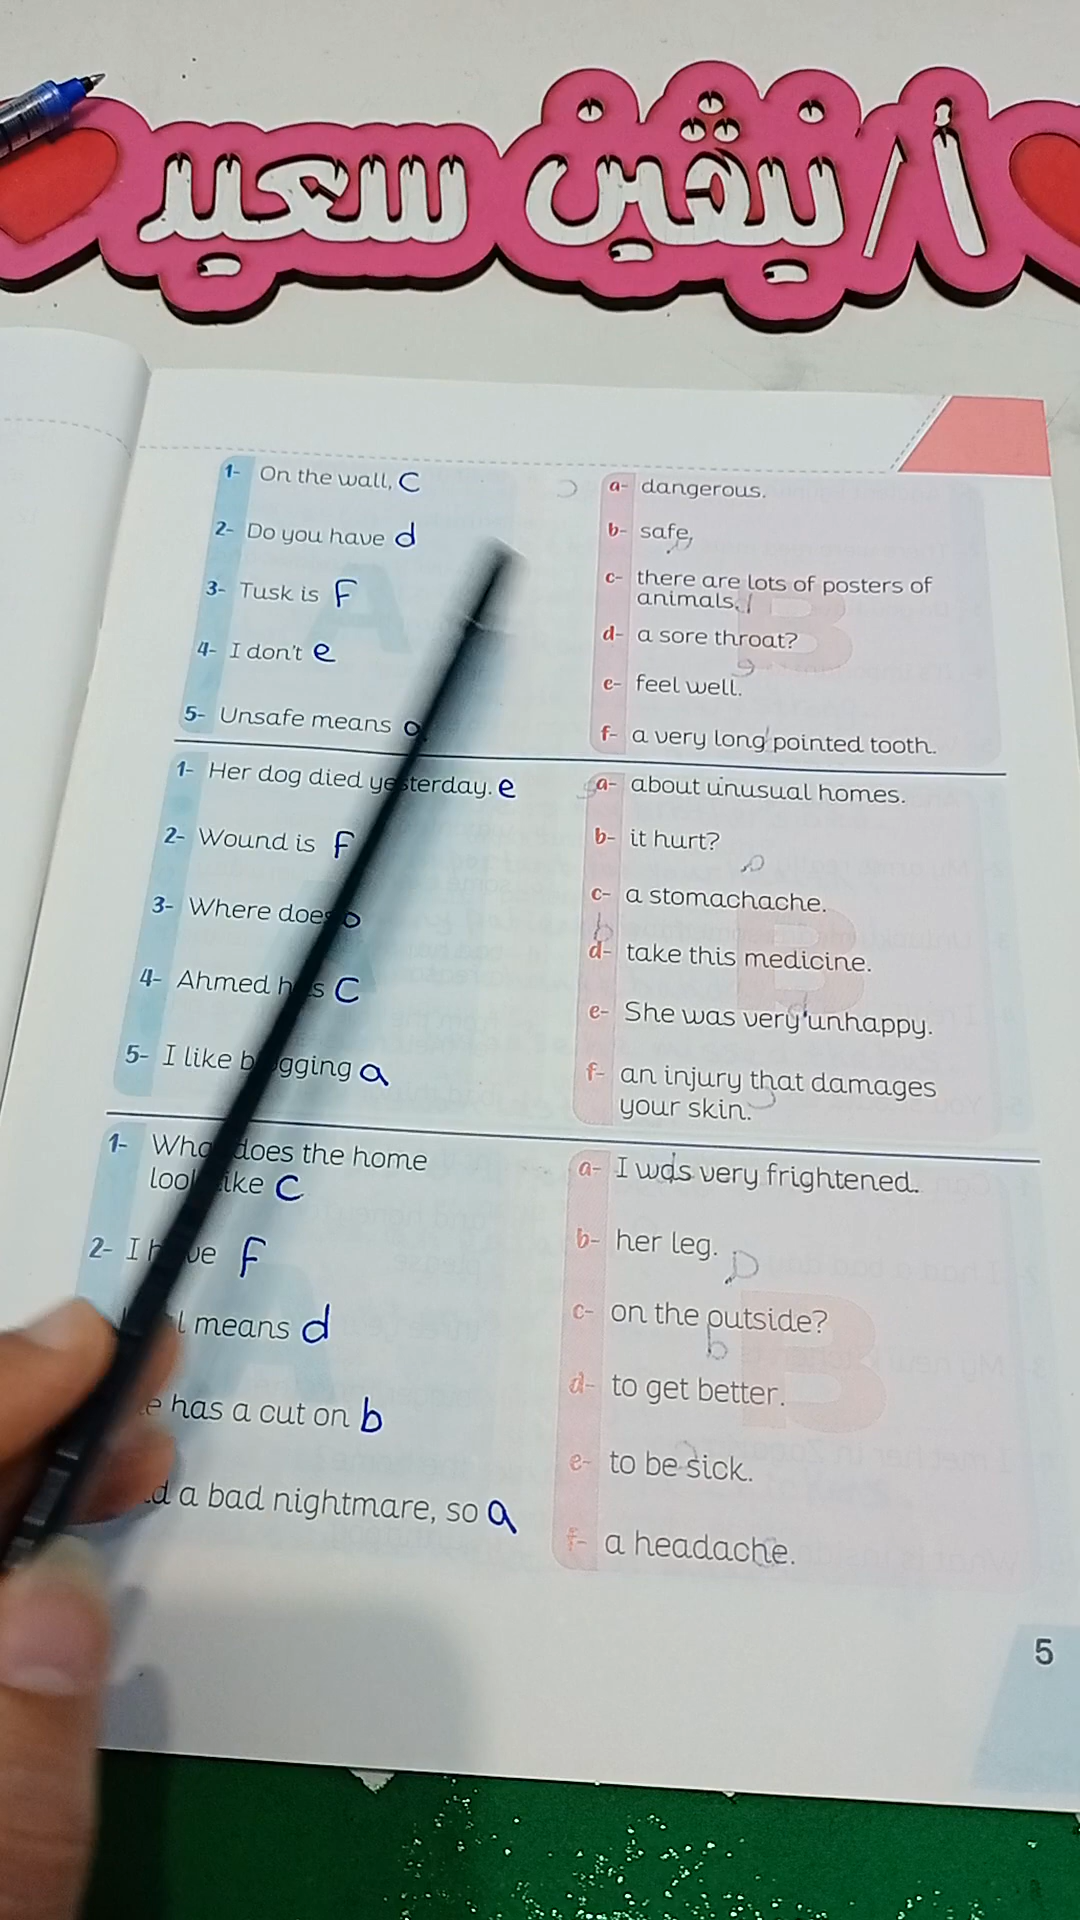 أ/نيڤين سعيد
1- On the wall, C
2- Do you have d
3- Tusk is F
4- I don't e
5- Unsafe means a
a- dangerous.
b- safe.
c- there are lots of posters of
animals.
d- a sore throat?
e- feel well.
f- a very long pointed tooth.
1- Her dog died yesterday. e
2- Wound is F
3- Where does b
4- Ahmed has C
5- I like blogging a
a- about unusual homes.
b- it hurt?
c- a stomachache.
d- take this medicine.
e- She was very unhappy.
f- an injury that damages
your skin.
1- What does the home
look like C
2- I have F
means d
has a cut on b
a bad nightmare, so a
a- I was very frightened.
b- her leg.
c- on the outside?
d- to get better.
e- to be sick.
f- a headache.
5